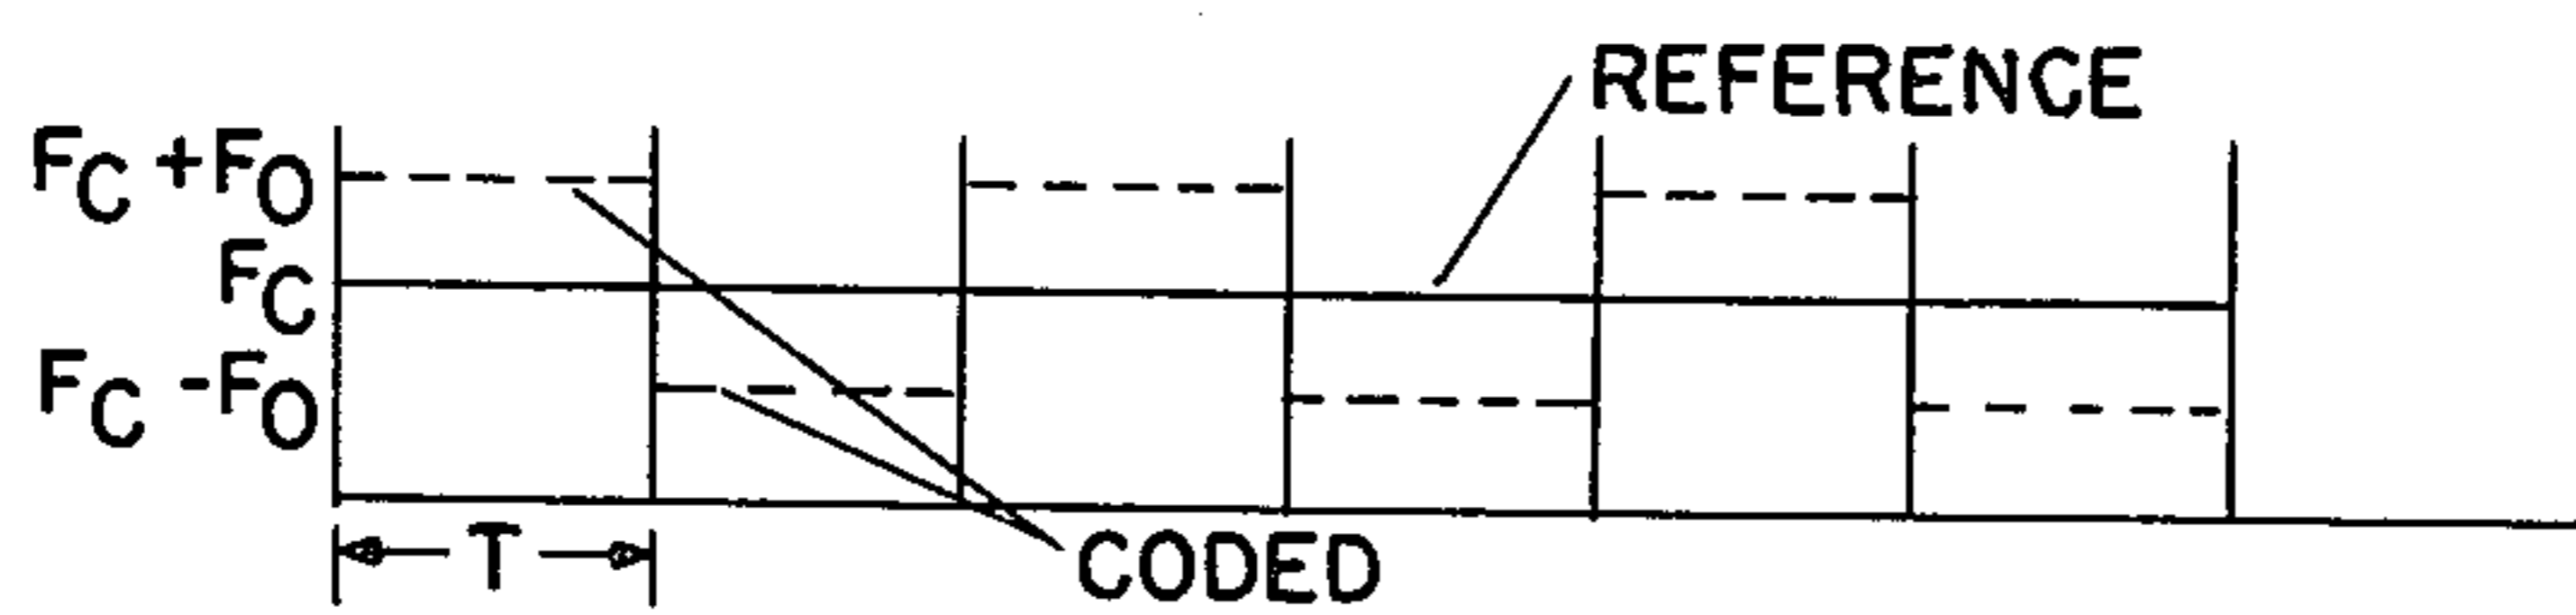 REFERENCE
FC +FO
FC
FC -FO
T
CODED